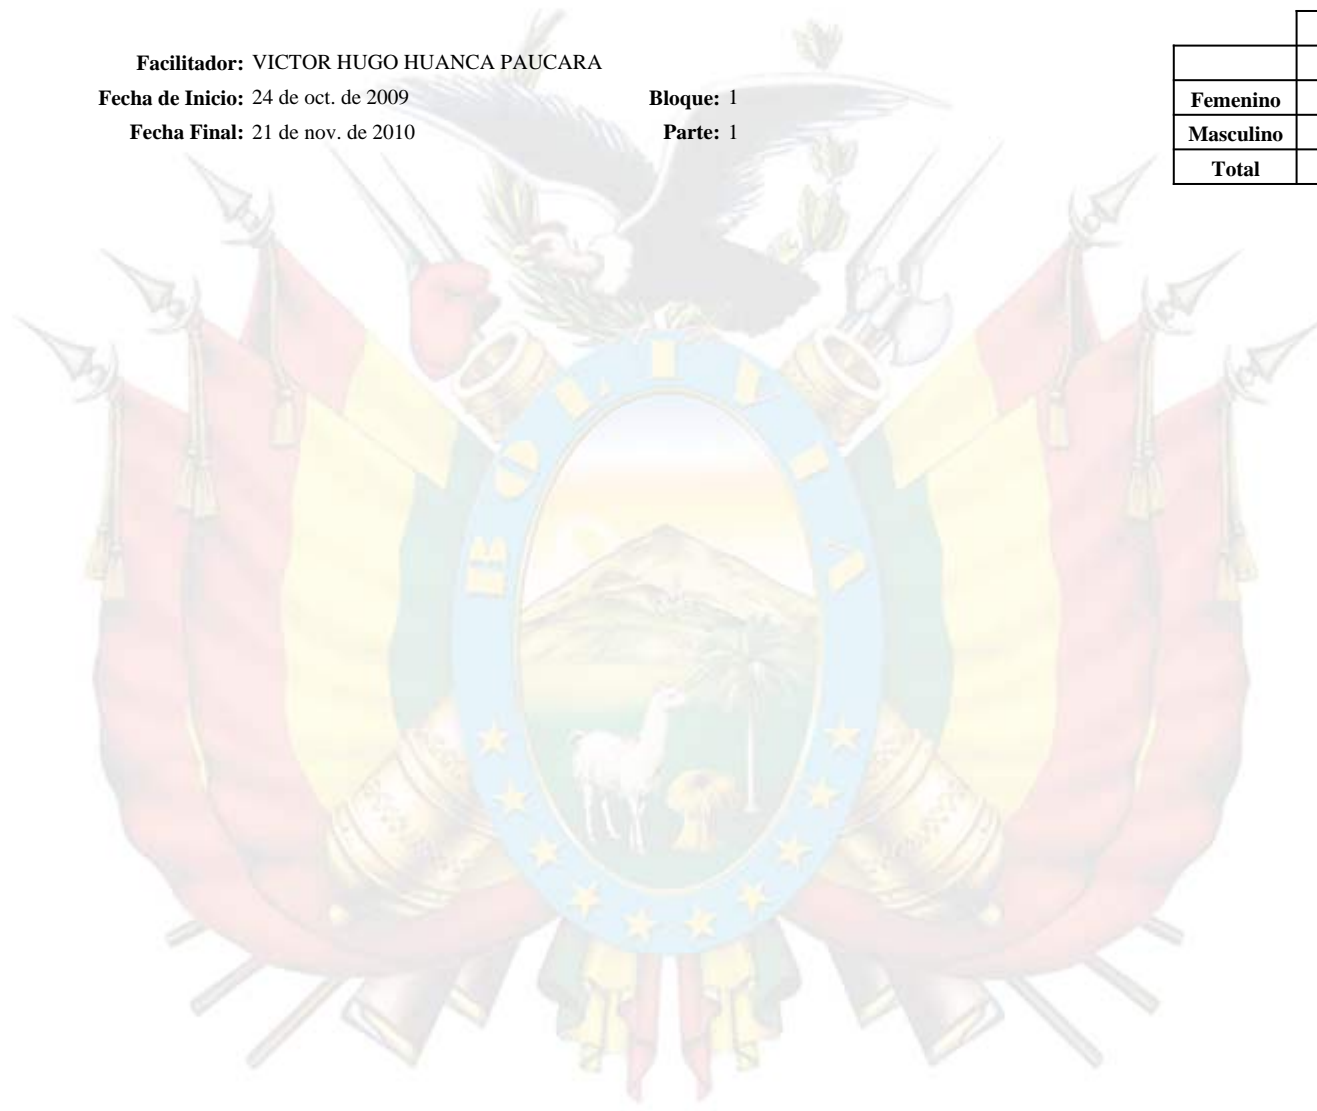 Facilitador: VICTOR HUGO HUANCA PAUCARA
Fecha de Inicio: 24 de oct. de 2009 Bloque: 1
Fecha Final: 21 de nov. de 2010 Parte: 1
Femenino
Masculino
Total
BOLIVIA